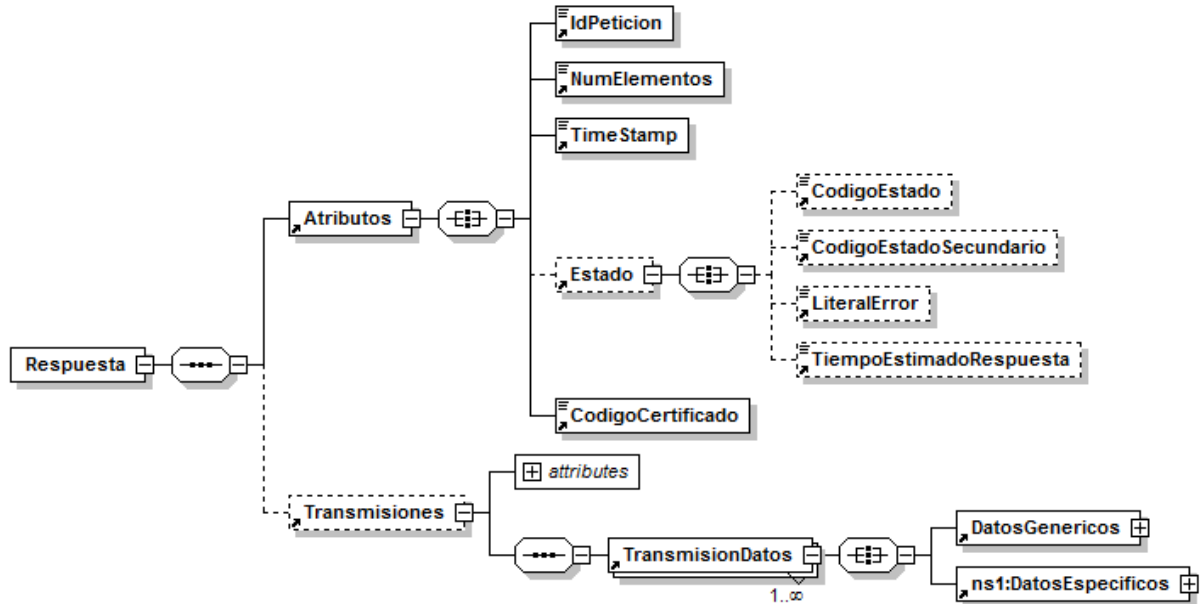 IdPeticion
NumElementos
TimeStamp
CodigoEstado
Atributos
CodigoEstadoSecundario
Estado
LiteralError
Respuesta
TiempoEstimadoRespuesta
CodigoCertificado
attributes
Transmisiones
DatosGenericos
TransmisionDatos
1..∞
ns1:DatosEspecificos